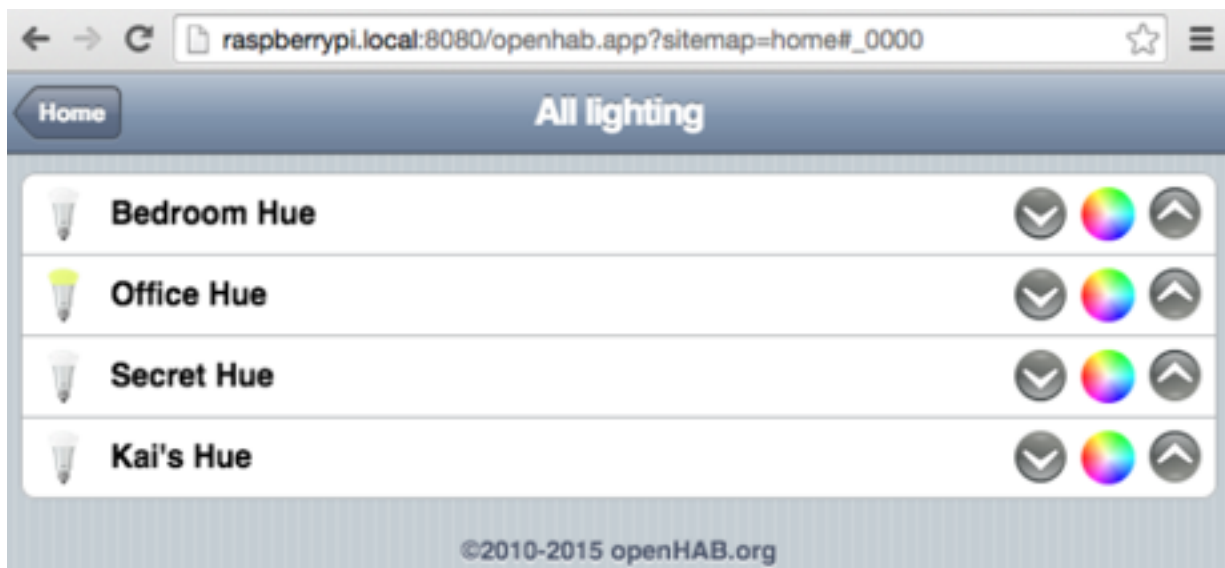 raspberrypi.local:8080/openhab.app?sitemap=home#_0000
Home
All lighting
Bedroom Hue
Office Hue
Secret Hue
Kai's Hue
©2010-2015 openHAB.org